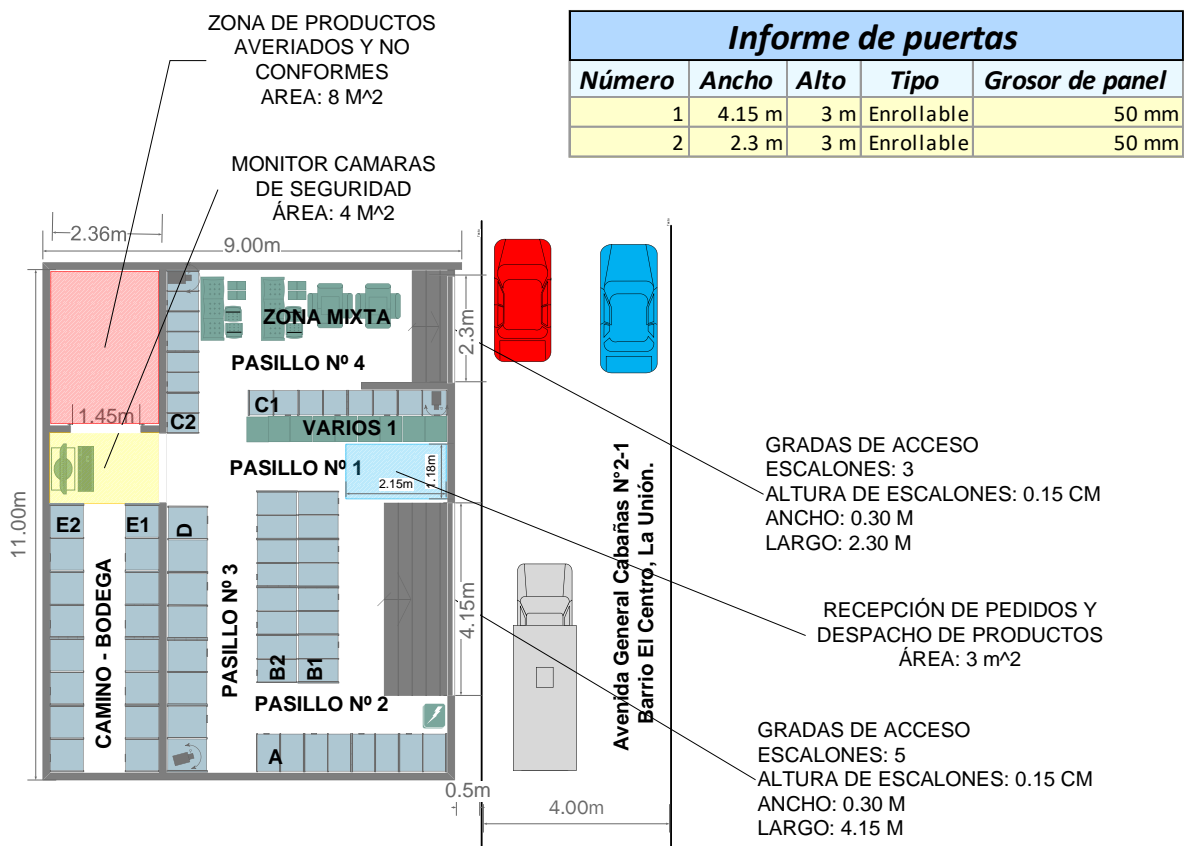 ZONA DE PRODUCTOS
AVERIADOS Y NO
CONFORMES
AREA: 8 M^2
Informe de puertas
Número Ancho Alto Tipo Grosor de panel
1 4.15 m 3 m Enrollable 50 mm
2 2.3 m 3 m Enrollable 50 mm
MONITOR CAMARAS
DE SEGURIDAD
ÁREA: 4 M^2
2.36m
9.00m
11.00m
ZONA MIXTA
2.3m
PASILLO Nº 4
C1
1.45m
C2
VARIOS 1
PASILLO Nº 1
2.15m
1.18m
E2
E1
D
CAMINO - BODEGA
PASILLO Nº 3
B2
B1
4.15m
PASILLO Nº 2
A
0.5m
4.00m
Avenida General Cabañas N°2-1
Barrio El Centro, La Unión.
GRADAS DE ACCESO
ESCALONES: 3
ALTURA DE ESCALONES: 0.15 CM
ANCHO: 0.30 M
LARGO: 2.30 M
RECEPCIÓN DE PEDIDOS Y
DESPACHO DE PRODUCTOS
ÁREA: 3 m^2
GRADAS DE ACCESO
ESCALONES: 5
ALTURA DE ESCALONES: 0.15 CM
ANCHO: 0.30 M
LARGO: 4.15 M